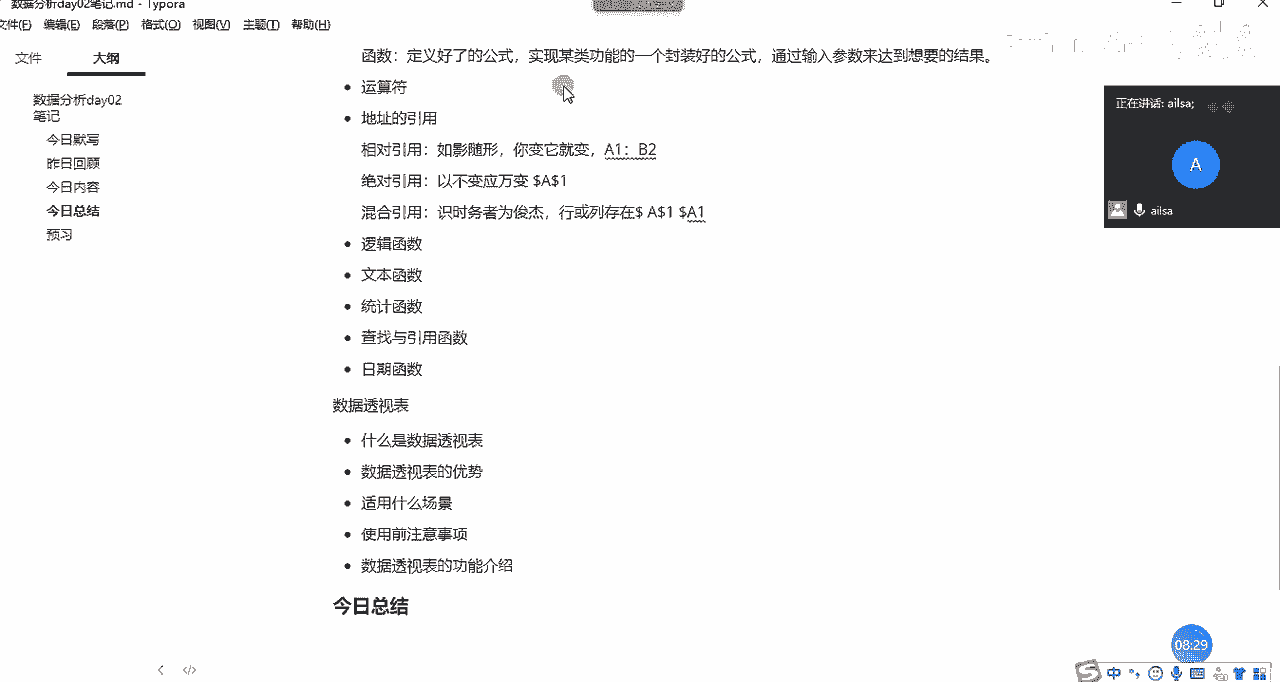 数据分析day02笔记.md - Typora
文件(F) 编辑(E) 段落(P) 格式(O) 视图(V) 主题(T) 帮助(H)
文件 大纲
数据分析day02
笔记
今日默写
昨日回顾
今日内容
今日总结
预习
函数：定义好了的公式，实现某类功能的一个封装好的公式，通过输入参数来达到想要的结果。
运算符
地址的引用
相对引用：如影随形，你变它就变，A1：B2
绝对引用：以不变应万变 $A$1
混合引用：识时务者为俊杰，行或列存在$ A$1 $A1
逻辑函数
文本函数
统计函数
查找与引用函数
日期函数
数据透视表
什么是数据透视表
数据透视表的优势
适用什么场景
使用前注意事项
数据透视表的功能介绍
今日总结
正在讲话: ailsa;
A
ailsa
08:29
中